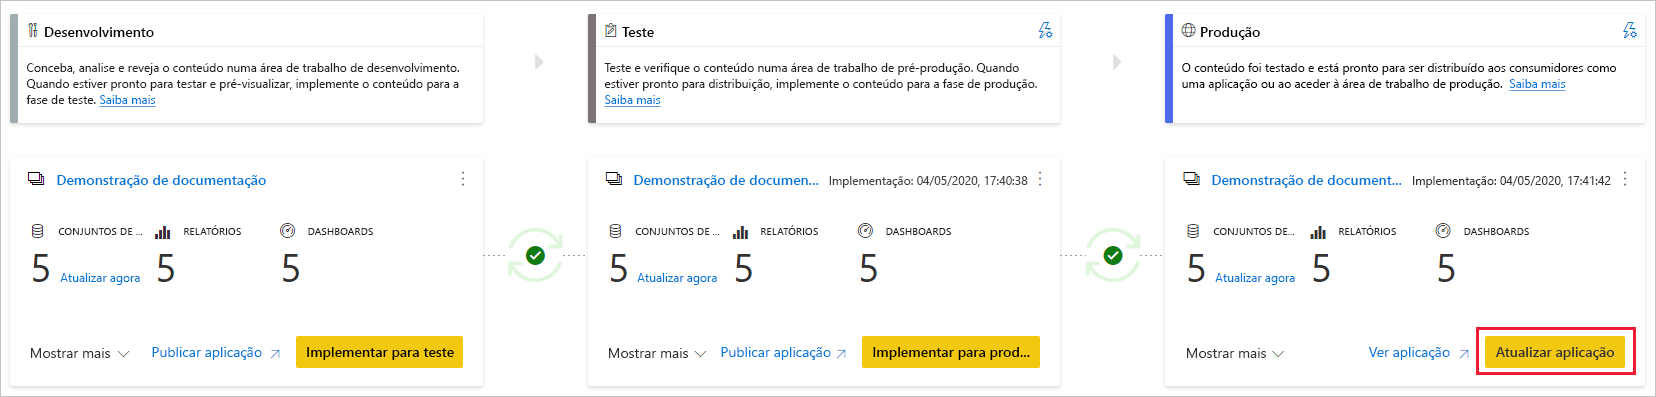 Desenvolvimento
Conceba, analise e reveja o conteúdo numa área de trabalho de desenvolvimento.
Quando estiver pronto para testar e pré-visualizar, implemente o conteúdo para a
fase de teste. Saiba mais
Teste
Teste e verifique o conteúdo numa área de trabalho de pré-produção. Quando
estiver pronto para distribuição, implemente o conteúdo para a fase de produção.
Saiba mais
Produção
O conteúdo foi testado e está pronto para ser distribuído aos consumidores como
uma aplicação ou ao aceder à área de trabalho de produção. Saiba mais
Demonstração de documentação
CONJUNTOS DE ... RELATÓRIOS DASHBOARDS
5 Atualizar agora 5 5
Mostrar mais Publicar aplicação Implementar para teste
Demonstração de documen... Implementação: 04/05/2020, 17:40:38
CONJUNTOS DE ... RELATÓRIOS DASHBOARDS
5 Atualizar agora 5 5
Mostrar mais Publicar aplicação Implementar para prod...
Demonstração de document... Implementação: 04/05/2020, 17:41:42
CONJUNTOS DE... RELATÓRIOS DASHBOARDS
5 Atualizar agora 5 5
Mostrar mais Ver aplicação Atualizar aplicação